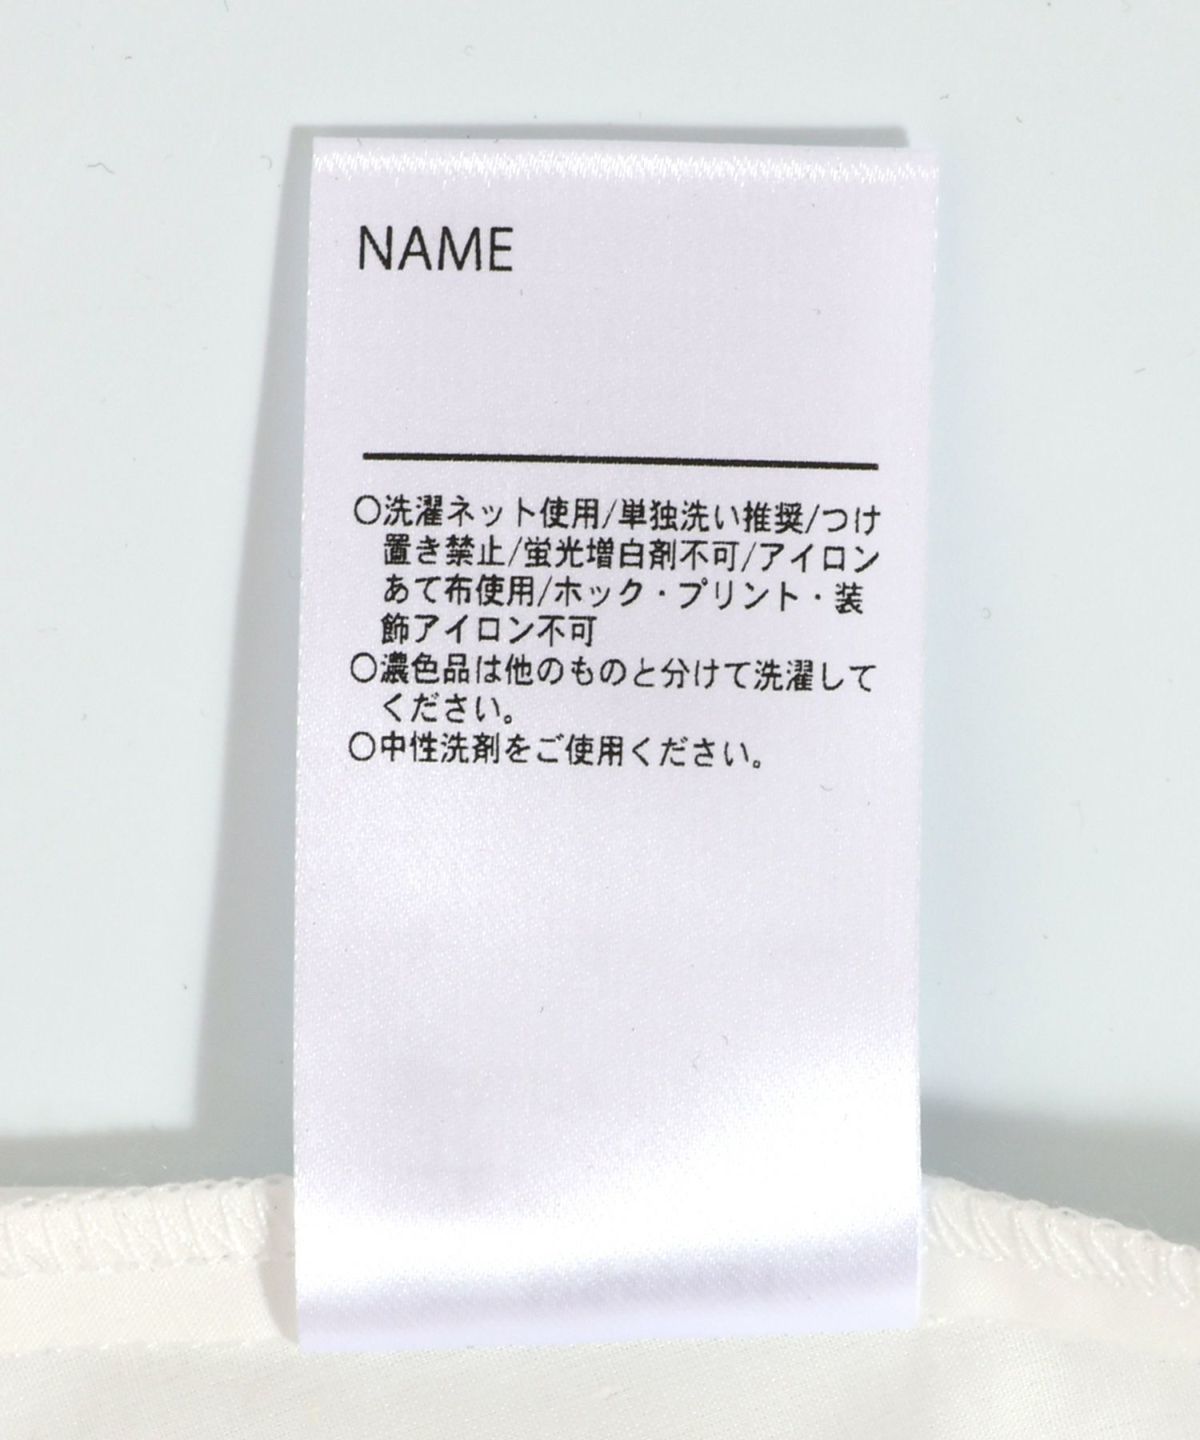 NAME
○洗濯ネット使用/単独洗い推奨/つけ
置き禁止/蛍光増白剤不可/アイロン
あて布使用/ホック・プリント・装
飾アイロン不可
○濃色品は他のものと分けて洗濯して
ください。
○中性洗剤をご使用ください。